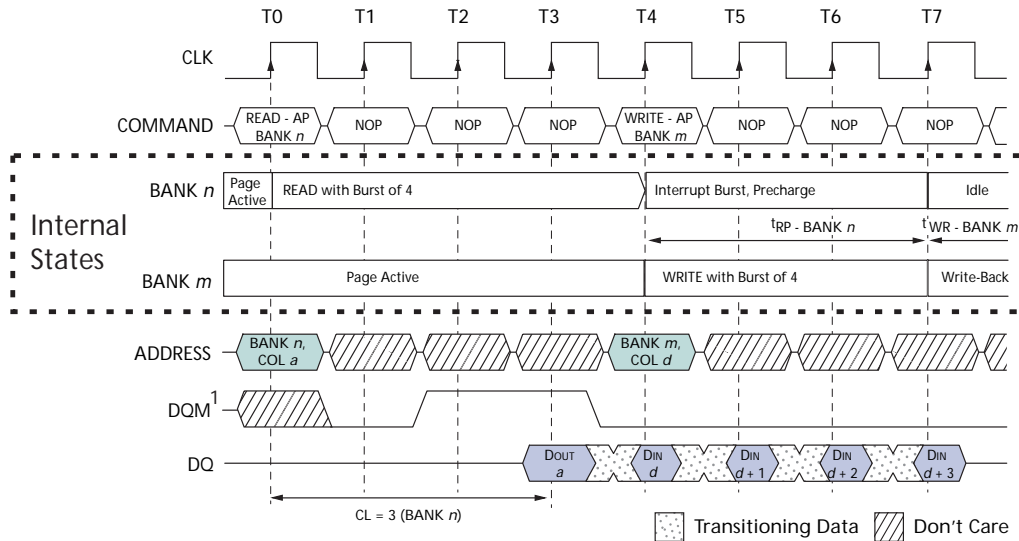 T0 T1 T2 T3 T4 T5 T6 T7
CLK
COMMAND
READ - AP
BANK n
NOP NOP NOP
WRITE - AP
BANK m
NOP NOP NOP
Internal
States
BANK n
Page
Active
READ with Burst of 4
Interrupt Burst, Precharge
Idle
tRP - BANK n
tWR - BANK m
BANK m
Page Active
WRITE with Burst of 4
Write-Back
ADDRESS
BANK n,
COL a
BANK m,
COL d
DQM1
DQ
DOUT
a
DIN
d
DIN
d + 1
DIN
d + 2
DIN
d + 3
CL = 3 (BANK n)
Transitioning Data
Don't Care